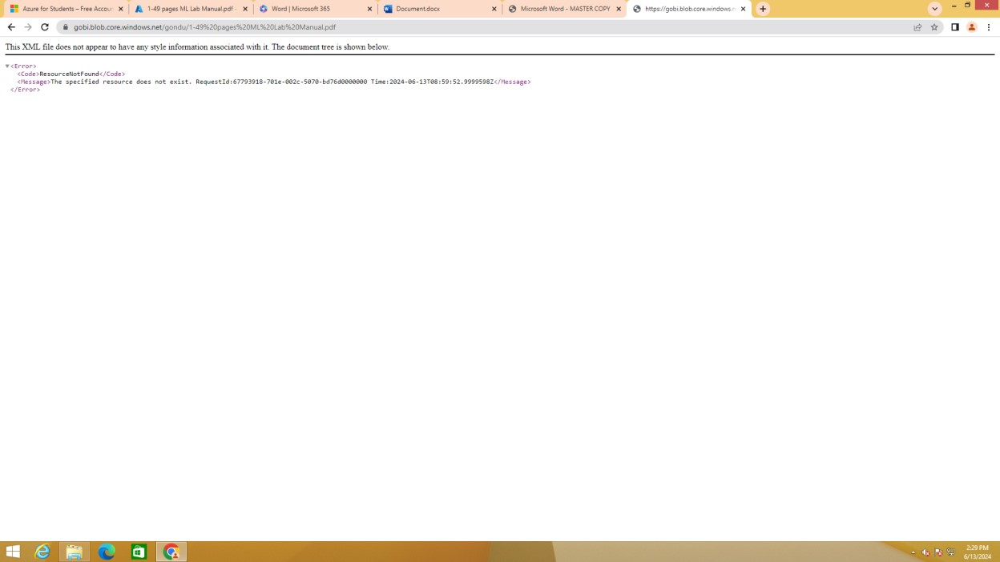 Azure for Students – Free Accou
1-49 pages ML Lab Manual.pdf -
Word | Microsoft 365
Document.docx
Microsoft Word - MASTER COPY
https://gobi.blob.core.windows.n
gobi.blob.core.windows.net/gondu/1-49%20pages%20ML%20Lab%20Manual.pdf
This XML file does not appear to have any style information associated with it. The document tree is shown below.
<Error>
<Code>ResourceNotFound</Code>
<Message>The specified resource does not exist. RequestId:67793918-701e-002c-5070-bd76d0000000 Time:2024-06-13T08:59:52.9999598Z</Message>
</Error>
2:29 PM
6/13/2024